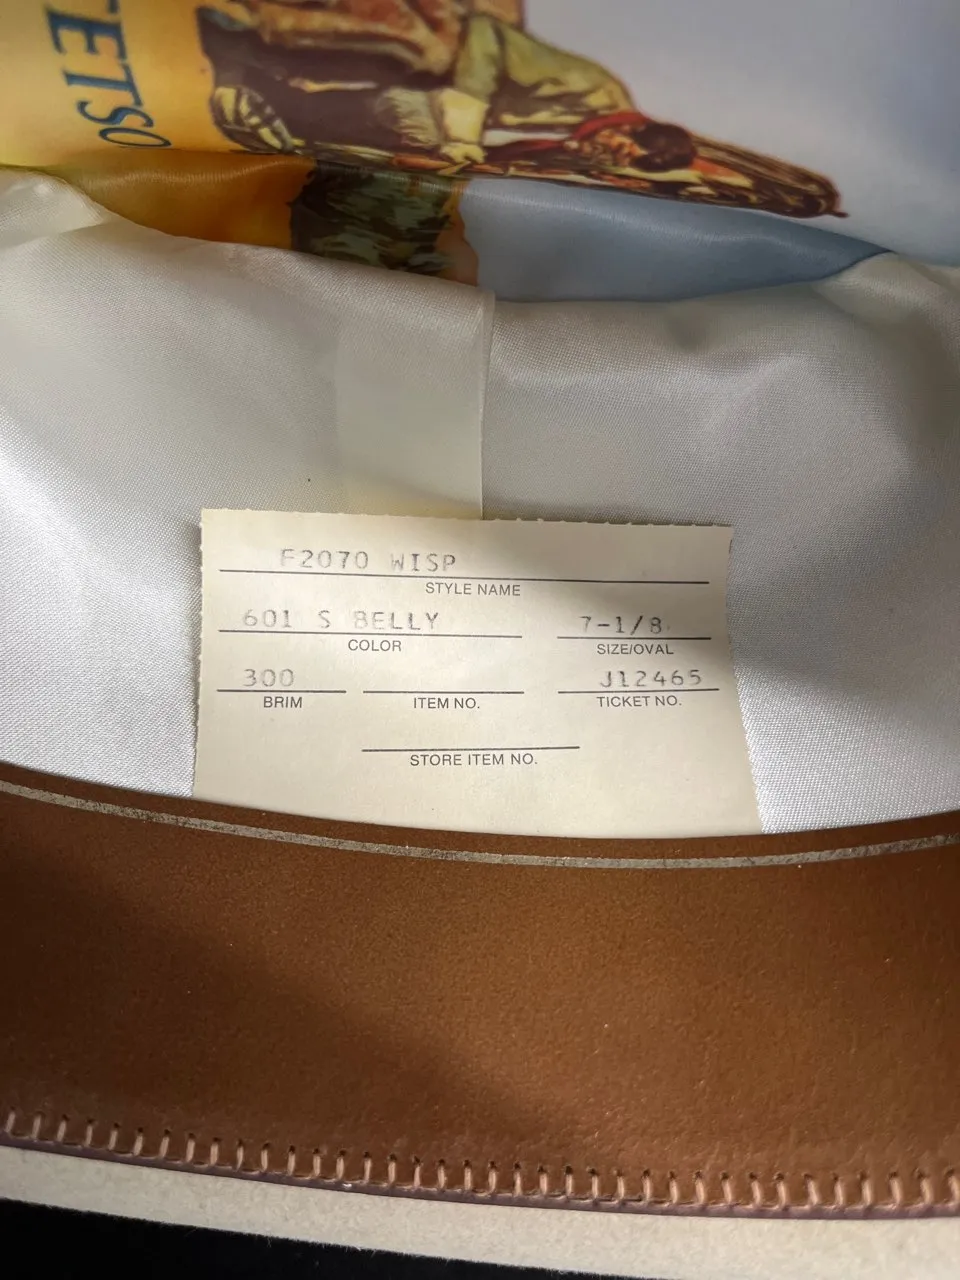 ETSO
F2070 WISP
STYLE NAME
601 S BELLY 7-1/8
COLOR SIZE/OVAL
300 J12465
BRIM ITEM NO. TICKET NO.
STORE ITEM NO.